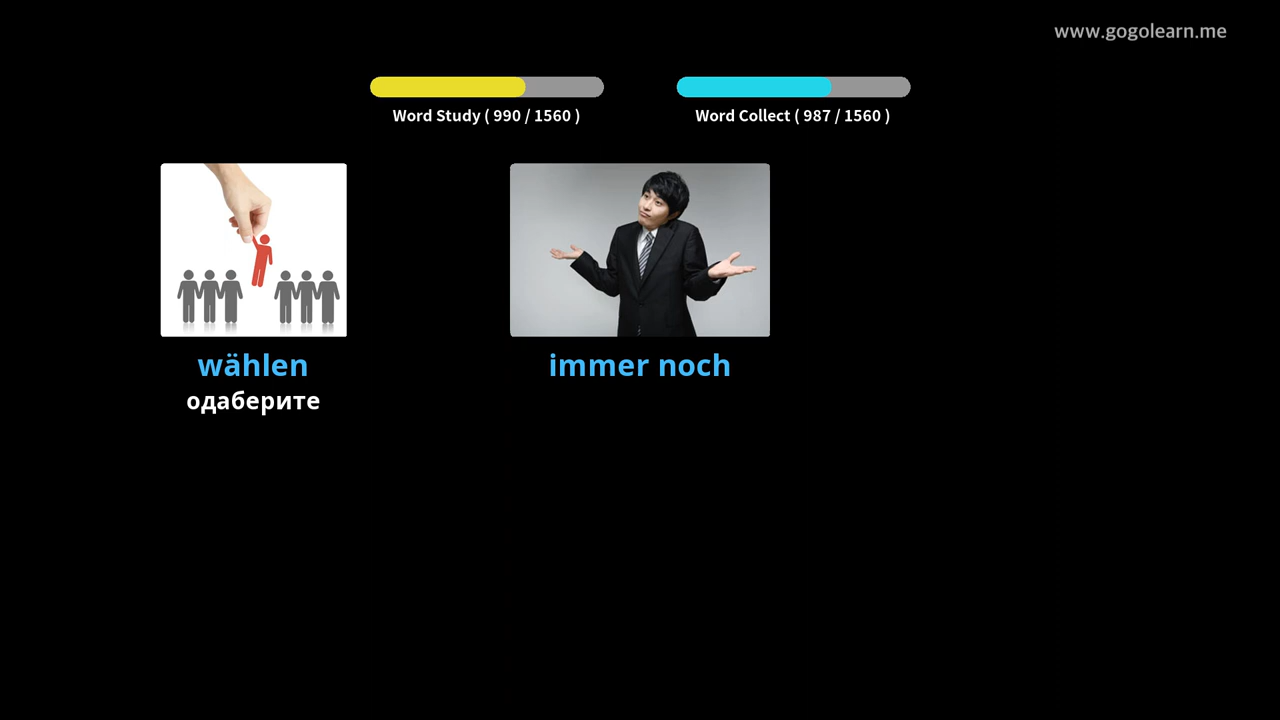 www.gogolearn.me
Word Study ( 990 / 1560 )
Word Collect ( 987 / 1560 )
wählen
одаберите
immer noch